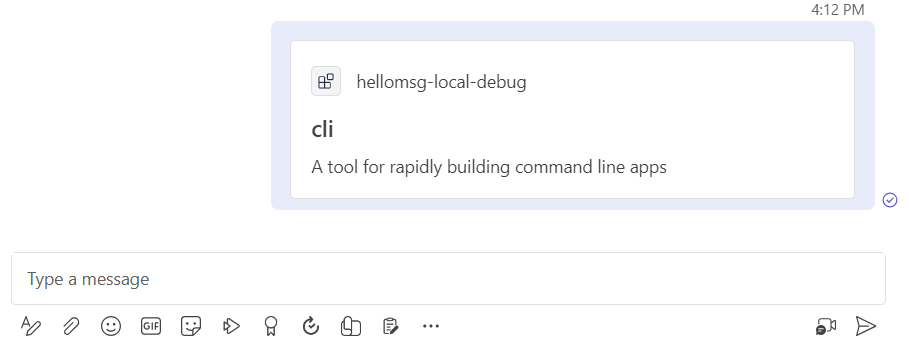 4:12 PM
hellomsg-local-debug
cli
A tool for rapidly building command line apps
Type a message
GIF